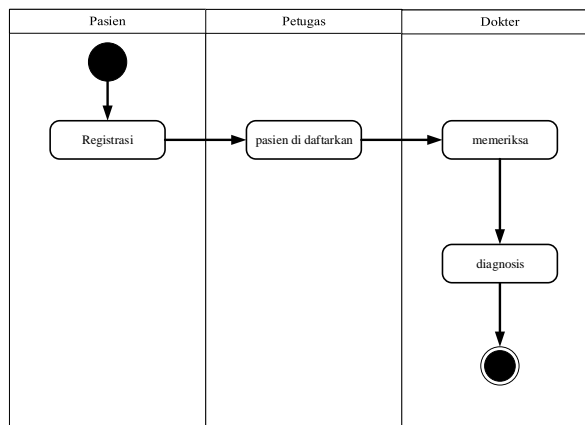 Pasien
Petugas
Dokter
Registrasi
pasien di daftarkan
memeriksa
diagnosis